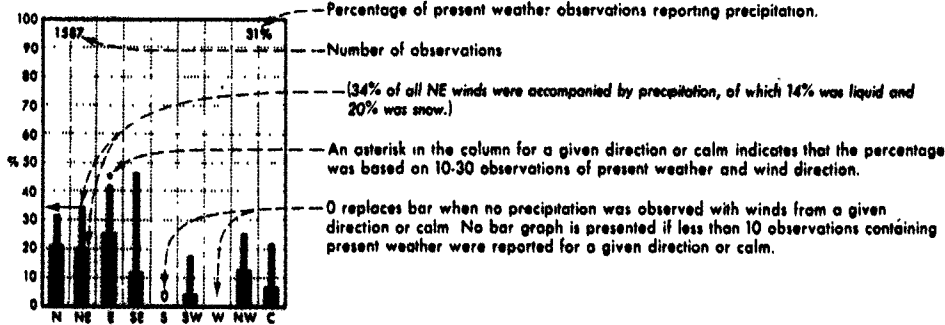 Percentage of present weather observations reporting precipitation.
100
1587
31%
90
Number of observations
80
70
(34% of all NE winds were accompanied by precipitation, of which 14% was liquid and
20% was snow.)
60
% 50
An asterisk in the column for a given direction or calm indicates that the percentage
was based on 10-30 observations of present weather and wind direction.
*
40
30
0 replaces bar when no precipitation was observed with winds from a given
direction or calm No bar graph is presented if less than 10 observations containing
present weather were reported for a given direction or calm.
20
10
0
0
N NE E SE S SW W NW C